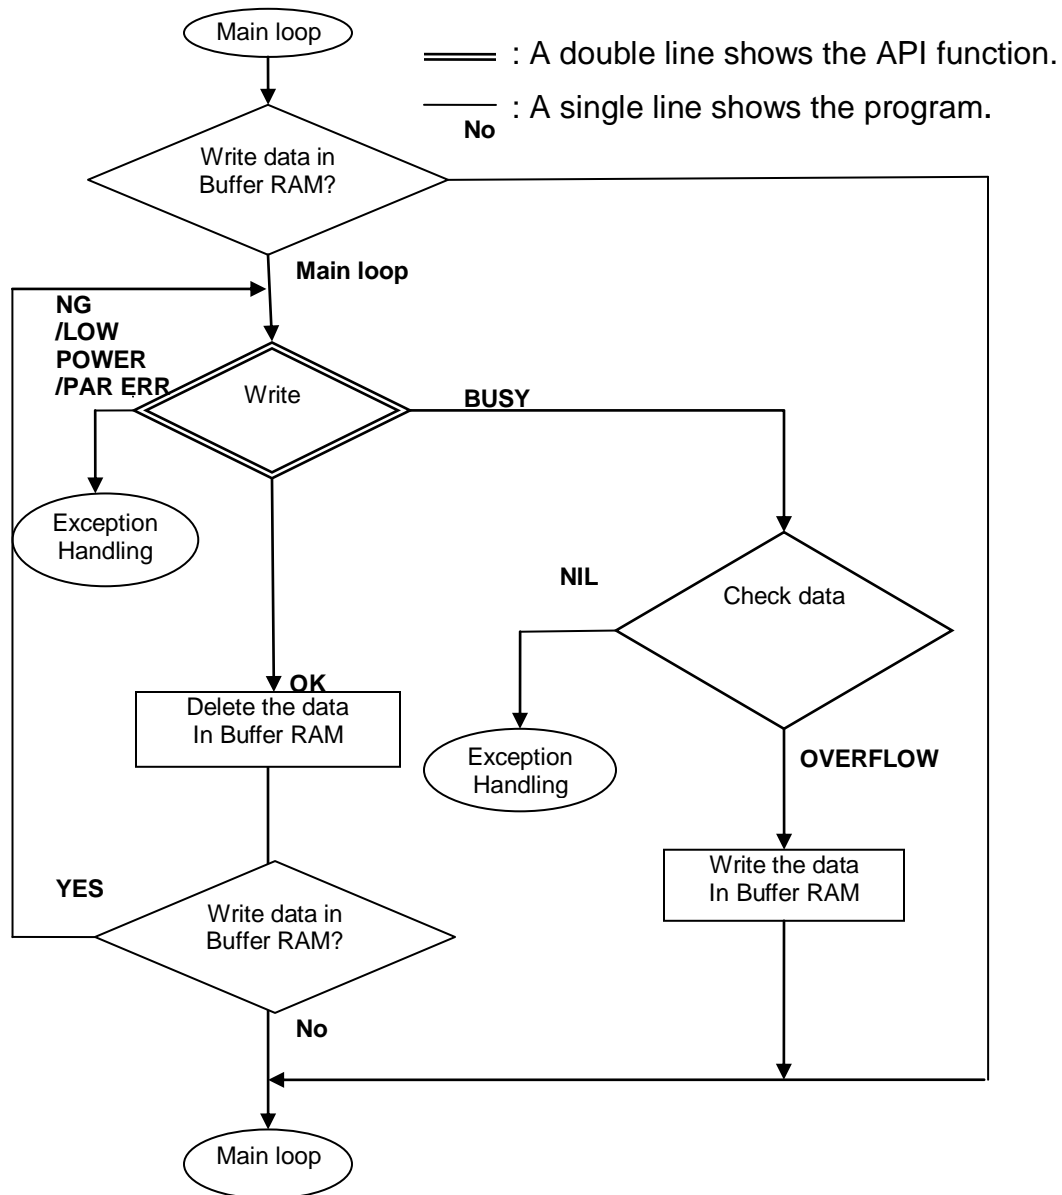 Main loop
: A double line shows the API function.
: A single line shows the program.
No
Write data in
Buffer RAM?
Main loop
NG
/LOW
POWER
/PAR ERR
Write
BUSY
Exception
Handling
NIL
Check data
OK
Delete the data
In Buffer RAM
Exception
Handling
OVERFLOW
Write the data
In Buffer RAM
YES
Write data in
Buffer RAM?
No
Main loop